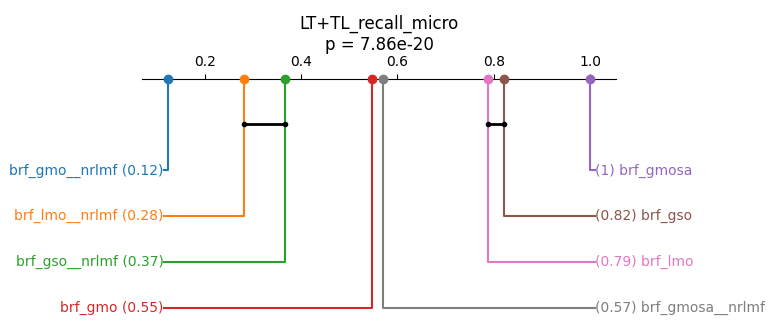 LT+TL_recall_micro
p = 7.86e-20
0.2 0.4 0.6 0.8 1.0
brf_gmo__nrlmf (0.12) (1) brf_gmosa
brf_lmo__nrlmf (0.28) (0.82) brf_gso
brf_gso__nrlmf (0.37) (0.79) brf_lmo
brf_gmo (0.55) (0.57) brf_gmosa__nrlmf